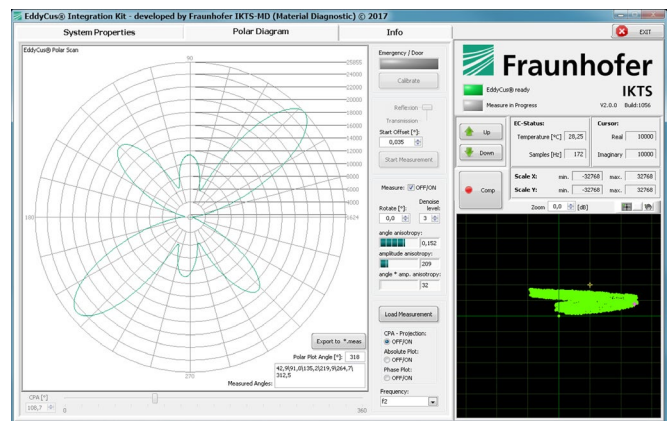 EddyCus® Integration Kit - developed by Fraunhofer IKTS-MD (Material Diagnostic) © 2017
System Properties
Polar Diagram
Info
EXIT
EddyCus® Polar Scan
90
25855
24000
22000
20000
18000
16000
14000
12000
10000
8000
6000
4000
1624
180
270
Export to *.meas
Polar Plot Angle [°]: 318
42,9\91,0\135,2\219,9\264,7\
312,5
Measured Angles:
CPA [°]
108,7
0
360
Emergency / Door
Calibrate
Reflexion
Transmission
Start Offset [°]:
0,035
Start Measurement
Measure: OFF/ON
Rotate [°]:
Denoise
level:
0,0
3
angle anisotropy:
0,152
amplitude anisotropy:
209
angle * amp. anisotropy:
32
Load Measurement
CPA - Projection:
OFF/ON
Absolute Plot:
OFF/ON
Phase Plot:
OFF/ON
Frequency:
f2
Fraunhofer
IKTS
EddyCus® ready
Measure in Progress
V2.0.0 Build:1056
Up
Down
Comp
EC-Status:
Temperature [°C] 28,25
Samples [Hz] 172
Cursor:
Real 10000
Imaginary 10000
Scale X: min. -32768 max. 32768
Scale Y: min. -32768 max. 32768
Zoom 0,0 [dB]